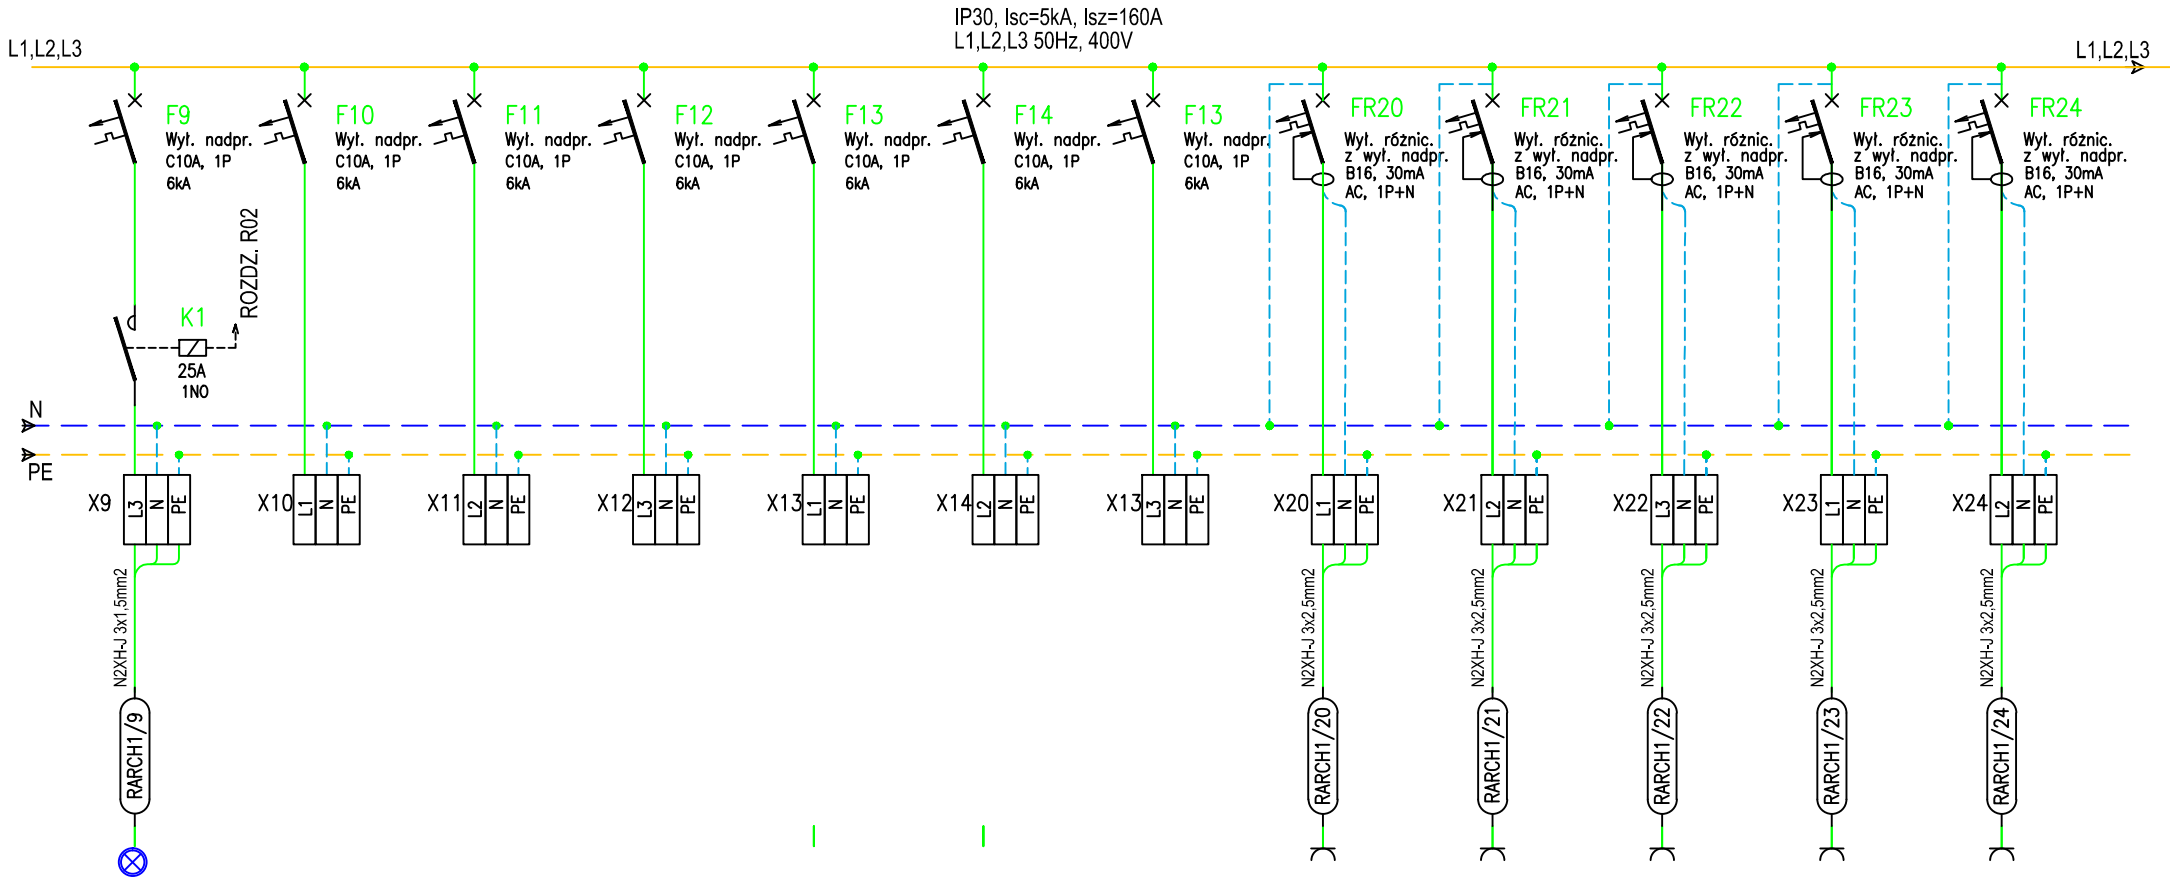 IP30, Isc=5kA, Isz=160A
L1,L2,L3 50Hz, 400V
L1,L2,L3
L1,L2,L3
F9
Wył. nadpr.
C10A, 1P
6kA
F10
Wył. nadpr.
C10A, 1P
6kA
F11
Wył. nadpr.
C10A, 1P
6kA
F12
Wył. nadpr.
C10A, 1P
6kA
F13
Wył. nadpr.
C10A, 1P
6kA
F14
Wył. nadpr.
C10A, 1P
6kA
F13
Wył. nadpr.
C10A, 1P
6kA
FR20
Wył. różnic.
z wył. nadpr.
B16, 30mA
AC, 1P+N
FR21
Wył. różnic.
z wył. nadpr.
B16, 30mA
AC, 1P+N
FR22
Wył. różnic.
z wył. nadpr.
B16, 30mA
AC, 1P+N
FR23
Wył. różnic.
z wył. nadpr.
B16, 30mA
AC, 1P+N
FR24
Wył. różnic.
z wył. nadpr.
B16, 30mA
AC, 1P+N
ROZDZ. R02
K1
25A
1NO
N
PE
X9 L3 N PE
X10 L1 N PE
X11 L2 N PE
X12 L3 N PE
X13 L1 N PE
X14 L2 N PE
X13 L3 N PE
X20 L1 N PE
X21 L2 N PE
X22 L3 N PE
X23 L1 N PE
X24 L2 N PE
N2XH-J 3x1,5mm2
N2XH-J 3x2,5mm2
N2XH-J 3x2,5mm2
N2XH-J 3x2,5mm2
N2XH-J 3x2,5mm2
N2XH-J 3x2,5mm2
RARCH1/9
RARCH1/20
RARCH1/21
RARCH1/22
RARCH1/23
RARCH1/24